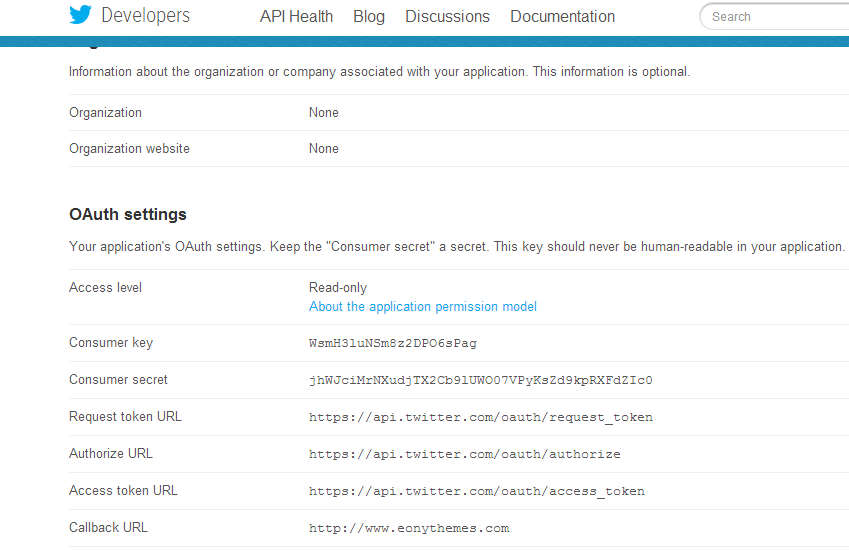 Developers API Health Blog Discussions Documentation Search
Information about the organization or company associated with your application. This information is optional.
Organization None
Organization website None
OAuth settings
Your application's OAuth settings. Keep the "Consumer secret" a secret. This key should never be human-readable in your application.
Access level Read-only
About the application permission model
Consumer key WsmH3luNSm8z2DPO6sPag
Consumer secret jhWJciMrNXudjTX2Cb9lUWO07VPyKsZd9kpRXFdZIc0
Request token URL https://api.twitter.com/oauth/request_token
Authorize URL https://api.twitter.com/oauth/authorize
Access token URL https://api.twitter.com/oauth/access_token
Callback URL http://www.eonythemes.com